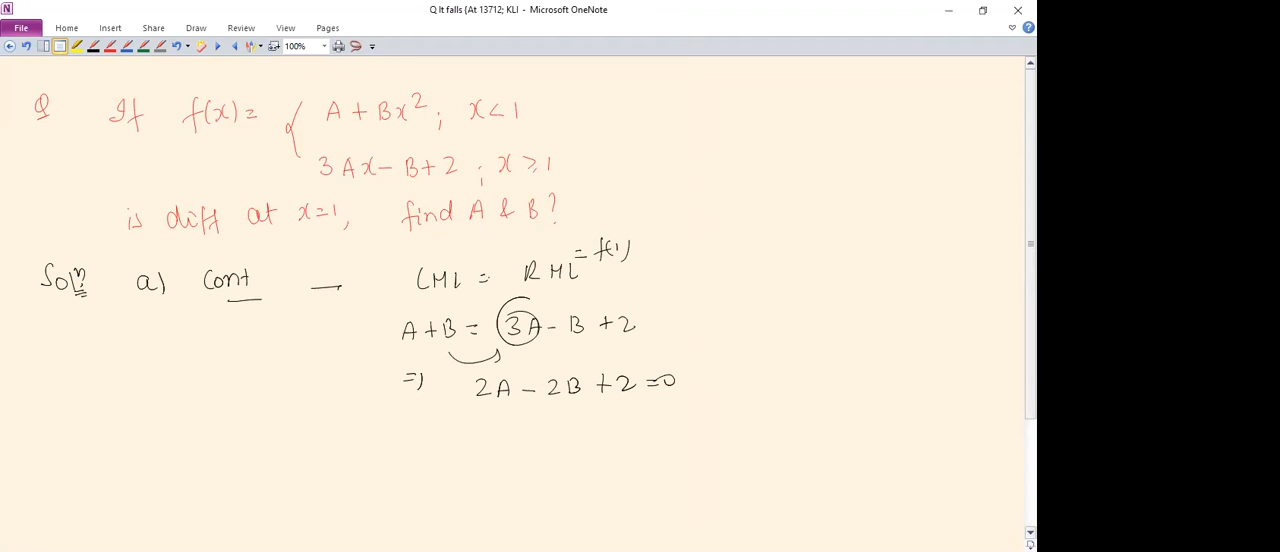 Q It falls {At 13712; KLI - Microsoft OneNote
File Home Insert Share Draw Review View Pages
100%
Q If f(x) = { A + Bx²; x < 1
3Ax - B + 2 ; x ≥ 1
is diff at x=1, find A & B?
Solⁿ a) Cont — LHL = RHL = f(1)
A + B = 3A - B + 2
=) 2A - 2B + 2 = 0